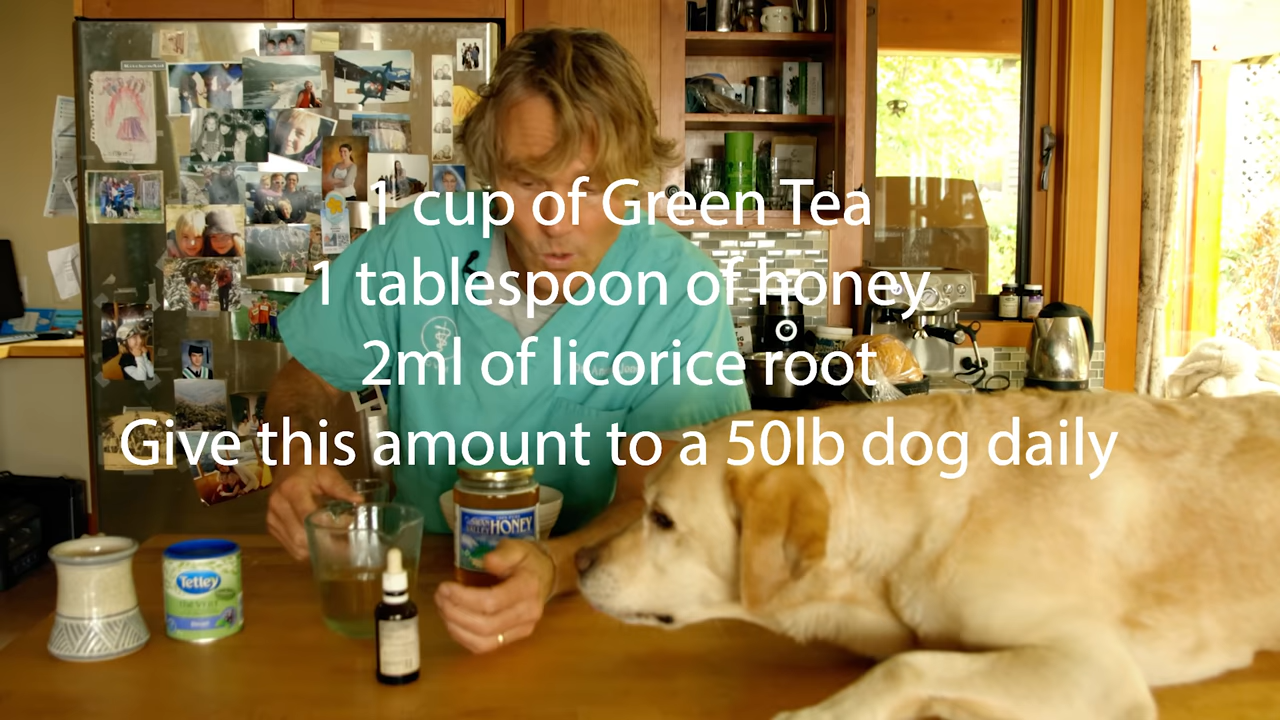 1 cup of Green Tea
1 tablespoon of honey
2ml of licorice root
Give this amount to a 50lb dog daily
HONEY
Tetley